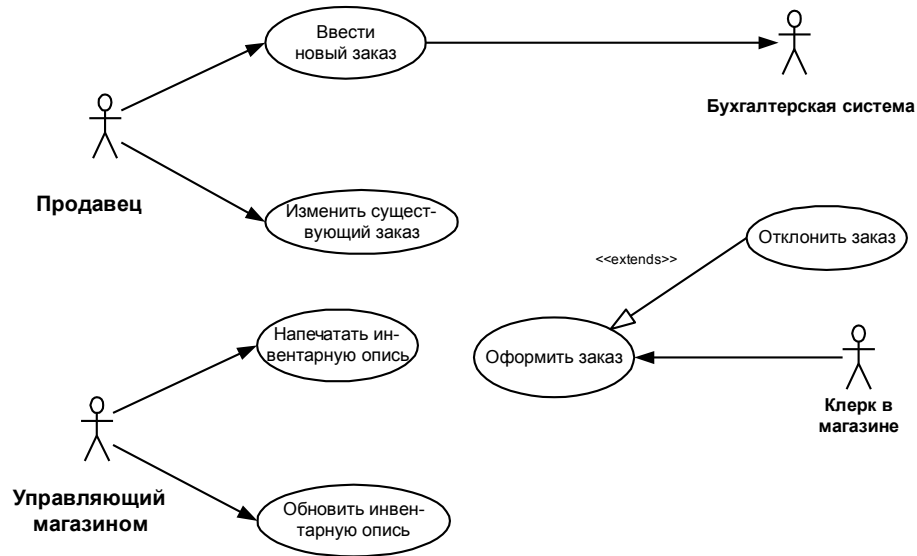 Ввести
новый заказ
Бухгалтерская система
Продавец
Изменить сущест-
вующий заказ
Отклонить заказ
<<extends>>
Напечатать ин-
вентарную опись
Оформить заказ
Клерк в
магазине
Управляющий
магазином
Обновить инвен-
тарную опись